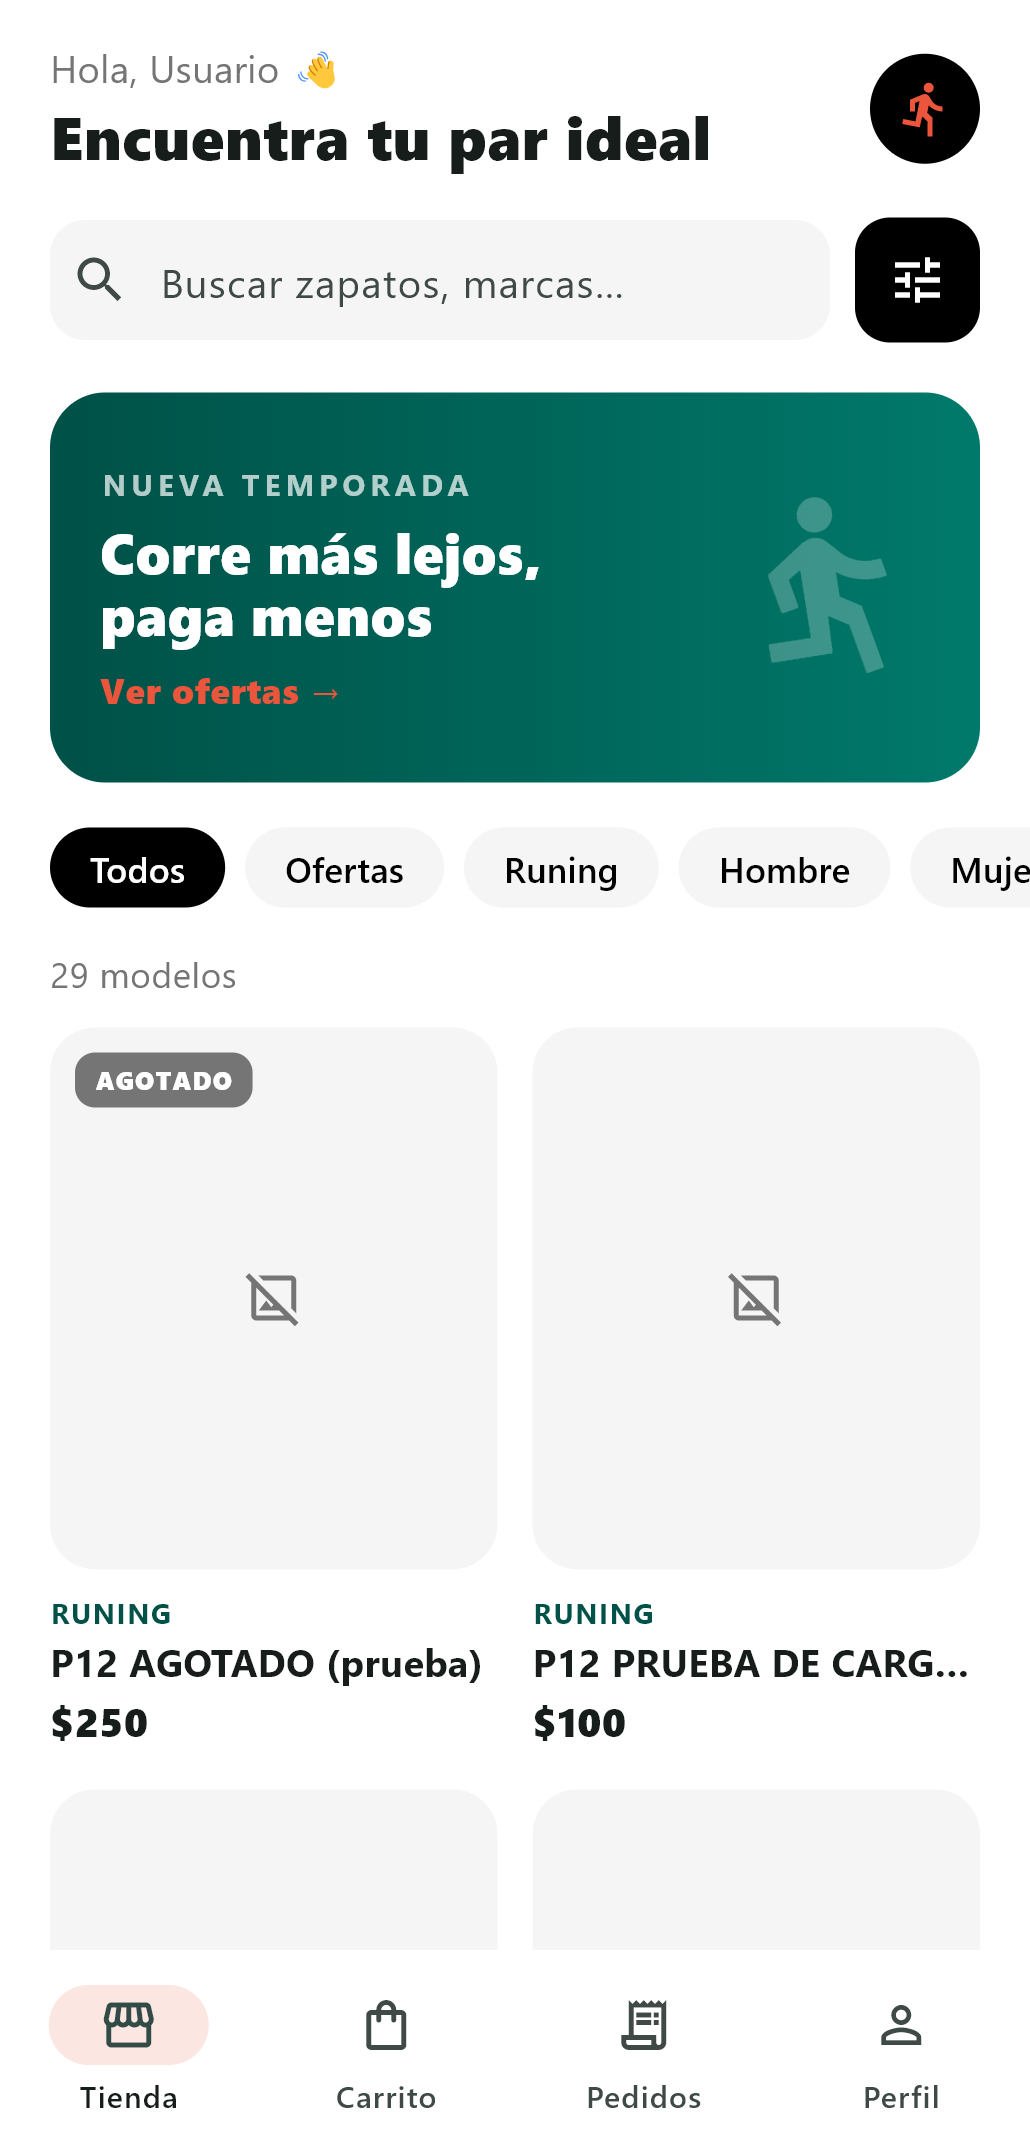 Hola, Usuario 👋
Encuentra tu par ideal
Buscar zapatos, marcas...
NUEVA TEMPORADA
Corre más lejos,
paga menos
Ver ofertas →
Todos
Ofertas
Runing
Hombre
Muje
29 modelos
AGOTADO
RUNING
P12 AGOTADO (prueba)
$250
RUNING
P12 PRUEBA DE CARG...
$100
Tienda
Carrito
Pedidos
Perfil